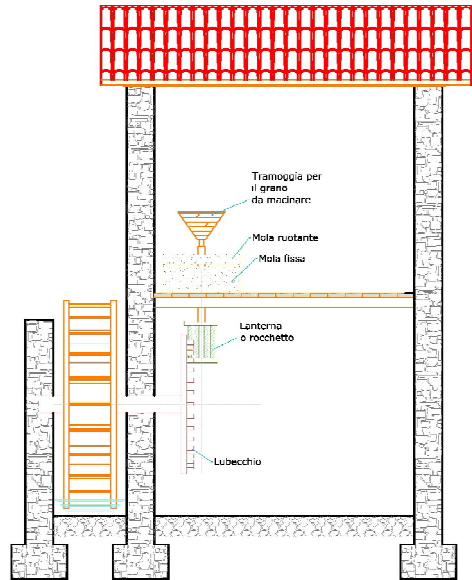 Tramoggia per
il grano
da macinare
Mola ruotante
Mola fissa
Lanterna
o rocchetto
Lubecchio